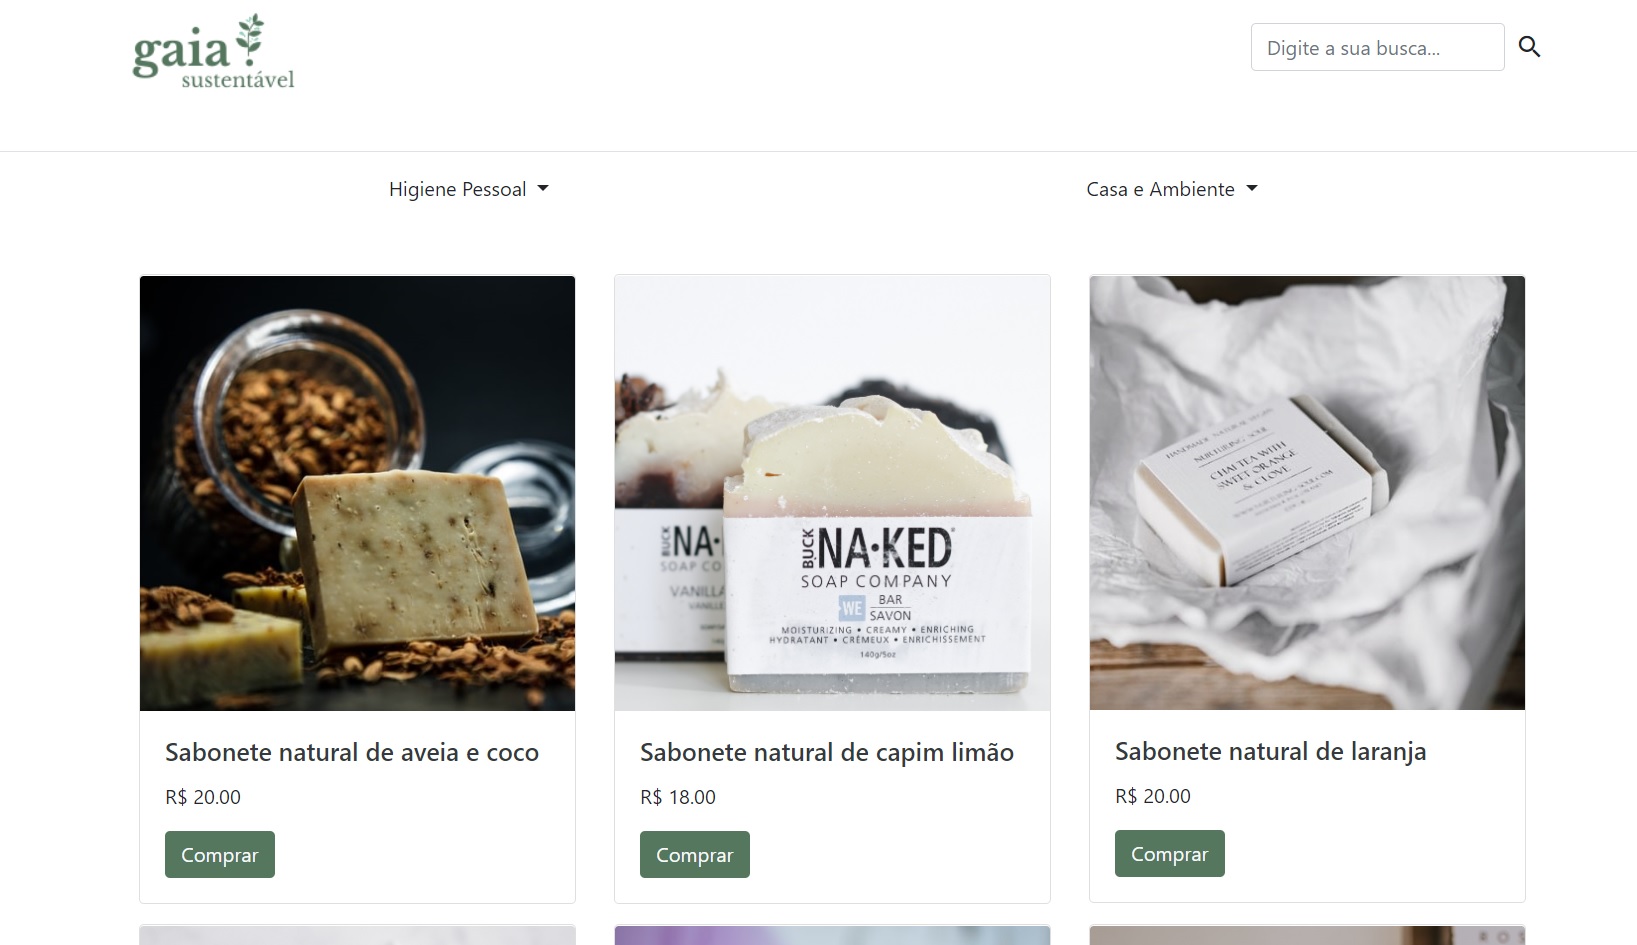 gaia
sustentável
Digite a sua busca...
Higiene Pessoal
Casa e Ambiente
BUCK
NA·
SOAP CO
VANILLA
VANILLE
BUCK
NA·KED
SOAP COMPANY
WE
BAR
SAVON
MOISTURIZING • CREAMY • ENRICHING
HYDRATANT • CRÉMEUX • ENRICHISSEMENT
140g/5oz
HANDMADE NATURAL VEGAN
NURTURING SOUL
CHAI TEA WITH
SWEET ORANGE
& CLOVE
Sabonete natural de aveia e coco
Sabonete natural de capim limão
Sabonete natural de laranja
R$ 20.00
R$ 18.00
R$ 20.00
Comprar
Comprar
Comprar